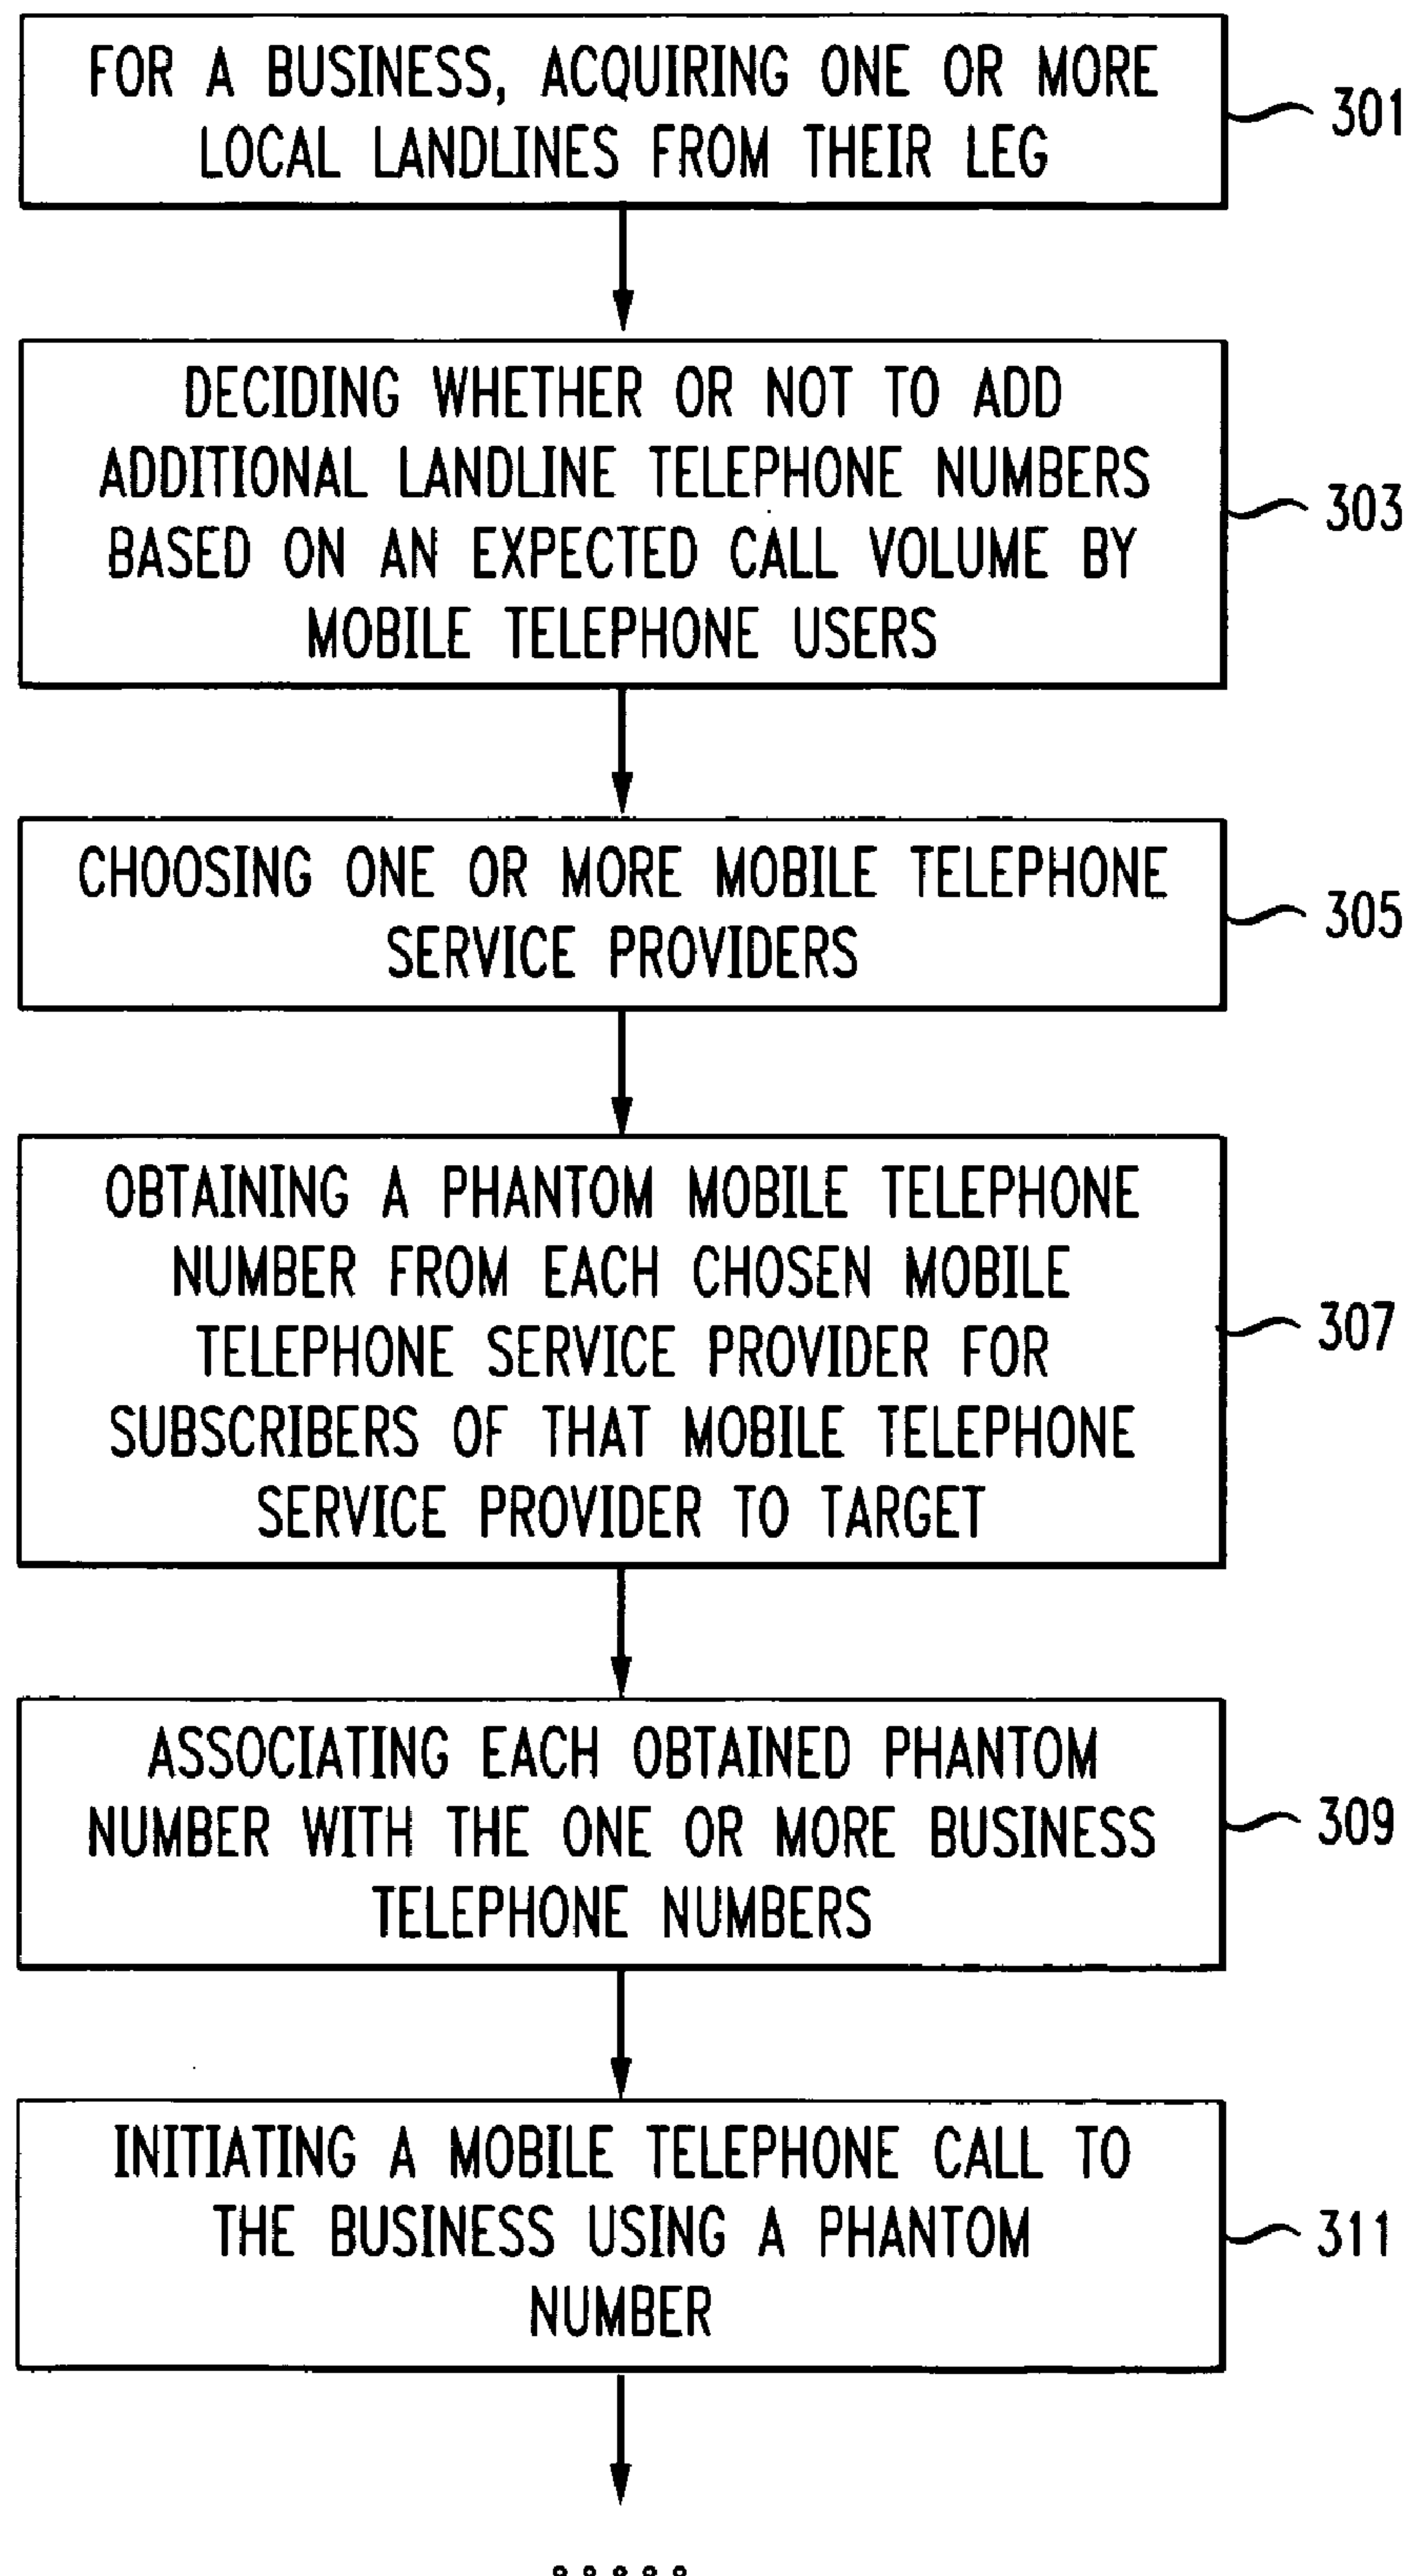 FOR A BUSINESS, ACQUIRING ONE OR MORE
LOCAL LANDLINES FROM THEIR LEG
301
DECIDING WHETHER OR NOT TO ADD
ADDITIONAL LANDLINE TELEPHONE NUMBERS
BASED ON AN EXPECTED CALL VOLUME BY
MOBILE TELEPHONE USERS
303
CHOOSING ONE OR MORE MOBILE TELEPHONE
SERVICE PROVIDERS
305
OBTAINING A PHANTOM MOBILE TELEPHONE
NUMBER FROM EACH CHOSEN MOBILE
TELEPHONE SERVICE PROVIDER FOR
SUBSCRIBERS OF THAT MOBILE TELEPHONE
SERVICE PROVIDER TO TARGET
307
ASSOCIATING EACH OBTAINED PHANTOM
NUMBER WITH THE ONE OR MORE BUSINESS
TELEPHONE NUMBERS
309
INITIATING A MOBILE TELEPHONE CALL TO
THE BUSINESS USING A PHANTOM
NUMBER
311